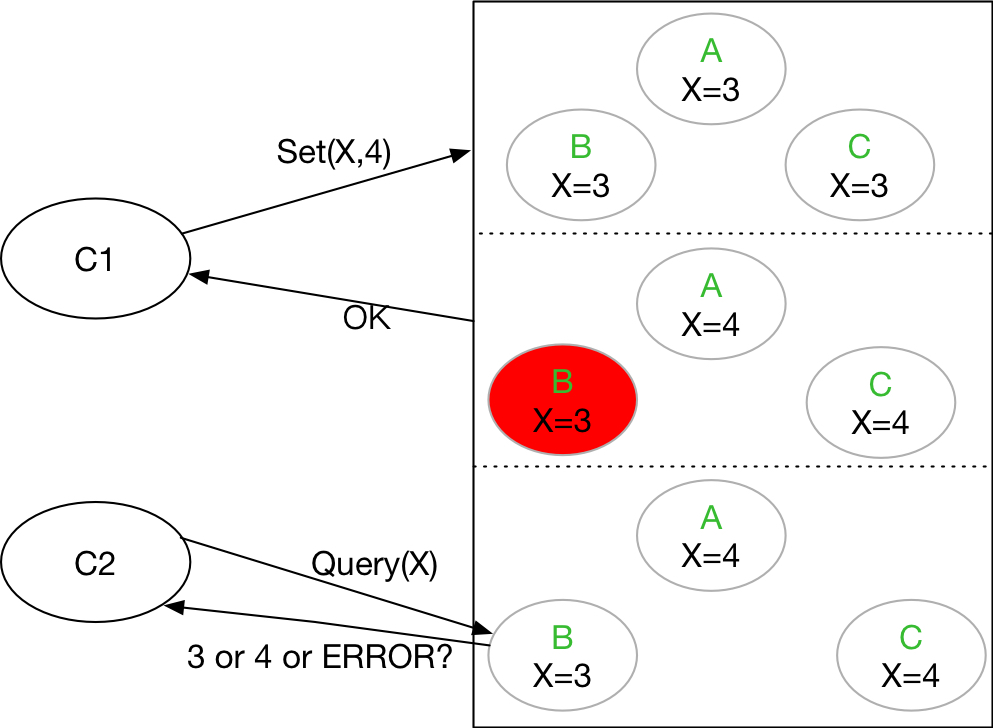 A
X=3
B
X=3
C
X=3
Set(X,4)
C1
OK
A
X=4
B
X=3
C
X=4
C2
Query(X)
3 or 4 or ERROR?
A
X=4
B
X=3
C
X=4